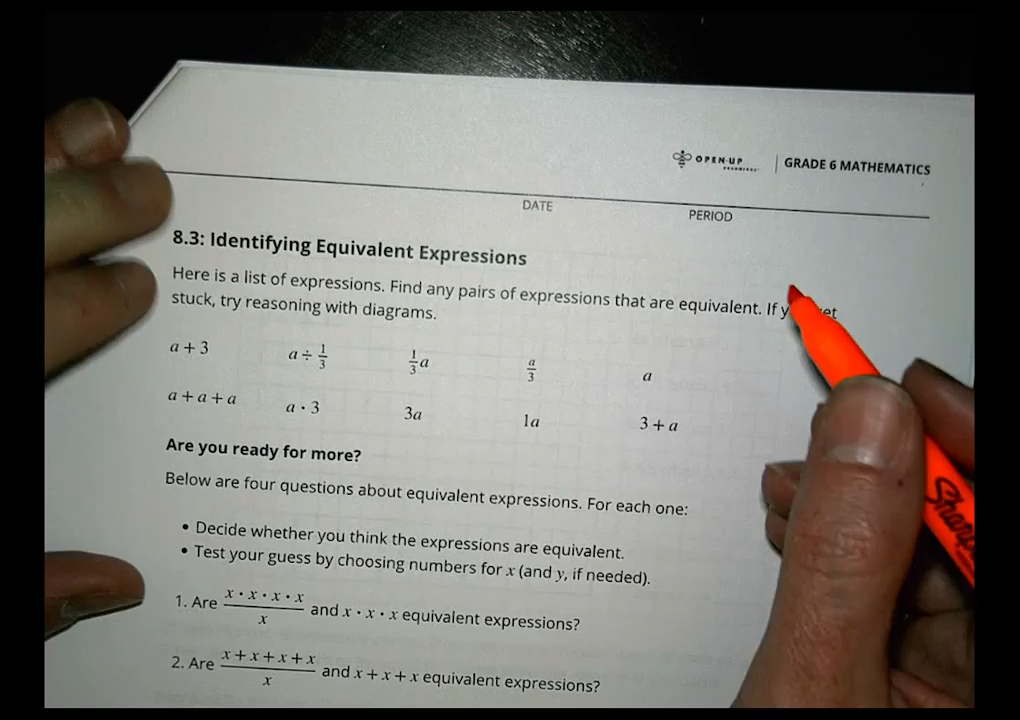 OPEN·UP
GRADE 6 MATHEMATICS
DATE PERIOD
8.3: Identifying Equivalent Expressions
Here is a list of expressions. Find any pairs of expressions that are equivalent. If
stuck, try reasoning with diagrams.
a + 3 a ÷ 1/3 1/3 a a/3 a
a + a + a a · 3 3a 1a 3 + a
Are you ready for more?
Below are four questions about equivalent expressions. For each one:
• Decide whether you think the expressions are equivalent.
• Test your guess by choosing numbers for x (and y, if needed).
1. Are x · x · x · x / x and x · x · x equivalent expressions?
2. Are x + x + x + x / x and x + x + x equivalent expressions?